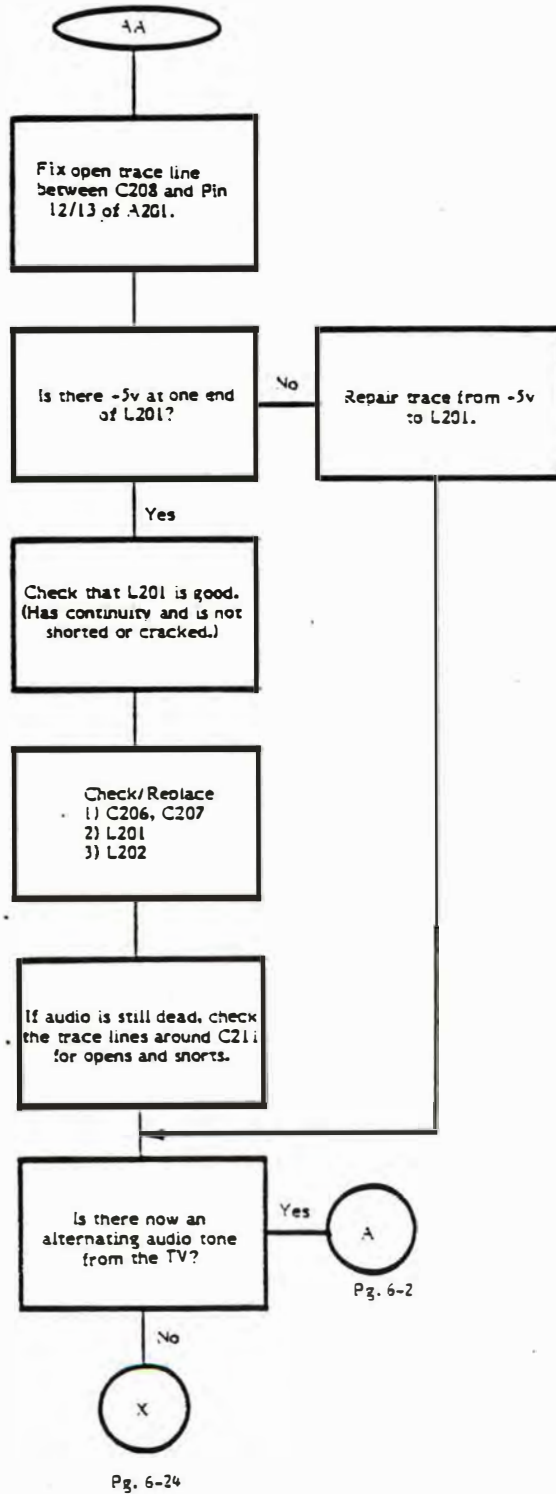 AA
Fix open trace line
between C208 and Pin
12/13 of A201.
Is there -5v at one end
of L201?
No
Repair trace from -5v
to L201.
Yes
Check that L201 is good.
(Has continuity and is not
shorted or cracked.)
Check/Replace
1) C206, C207
2) L201
3) L202
If audio is still dead, check
the trace lines around C211
for opens and shorts.
Is there now an
alternating audio tone
from the TV?
Yes
A
Pg. 6-2
No
X
Pg. 6-24